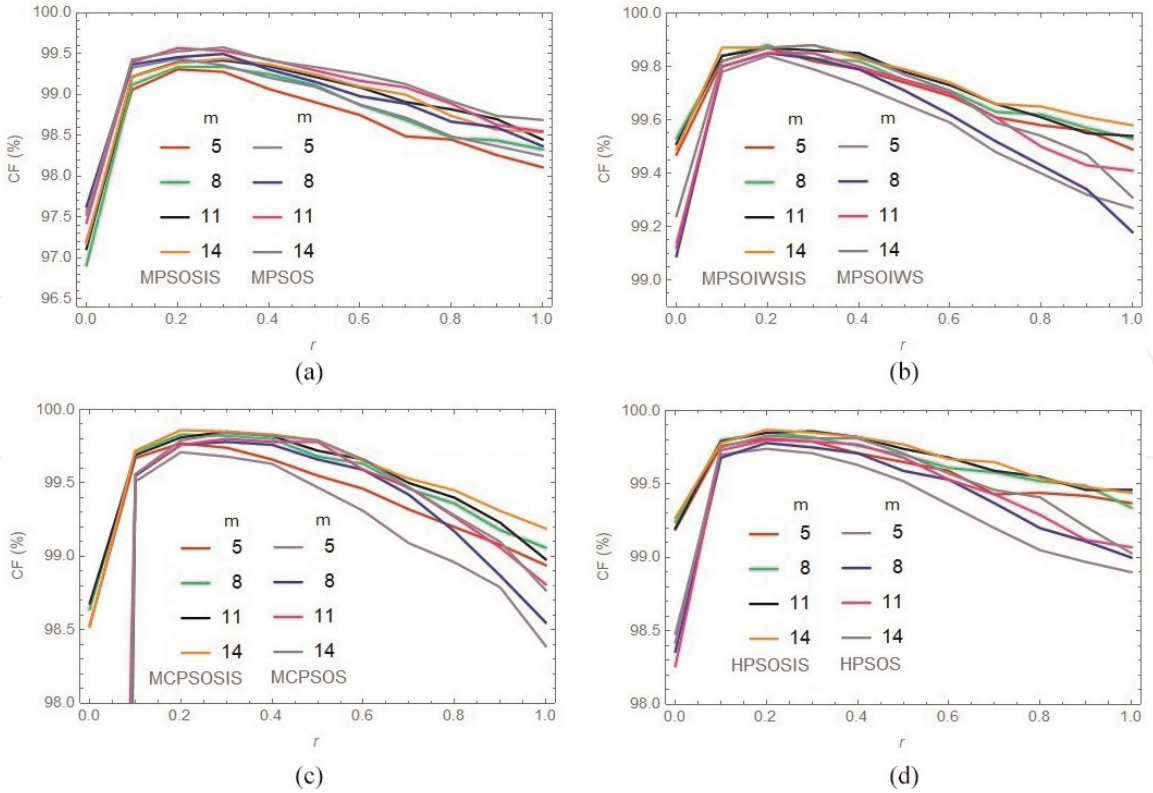 100.0
99.5
99.0
98.5
98.0
97.5
97.0
96.5
CF (%)
m m
5 5
8 8
11 11
14 14
MPSOSIS MPSOS
0.0 0.2 0.4 0.6 0.8 1.0
r
(a)
100.0
99.8
99.6
99.4
99.2
99.0
CF (%)
m m
5 5
8 8
11 11
14 14
MPSOIWSIS MPSOIWS
0.0 0.2 0.4 0.6 0.8 1.0
r
(b)
100.0
99.5
99.0
98.5
98.0
CF (%)
m m
5 5
8 8
11 11
14 14
MCPSOSIS MCPSOS
0.0 0.2 0.4 0.6 0.8 1.0
r
(c)
100.0
99.5
99.0
98.5
98.0
CF (%)
m m
5 5
8 8
11 11
14 14
HPSOSIS HPSOS
0.0 0.2 0.4 0.6 0.8 1.0
r
(d)